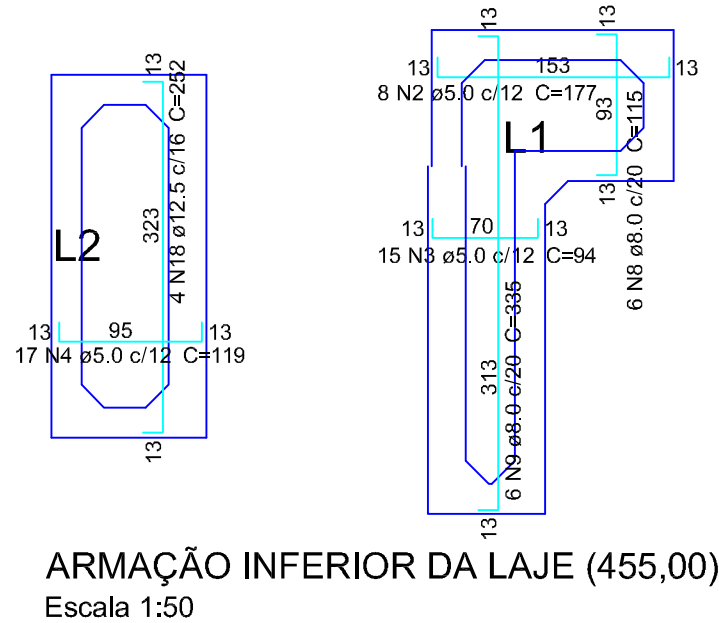 13
323
13
4 N18 ø12.5 c/16 C=252
L2
13 95 13
17 N4 ø5.0 c/12 C=119
13
13
13 153 13
8 N2 ø5.0 c/12 C=177
93
L1
13
6 N8 ø8.0 c/20 C=115
13 70 13
15 N3 ø5.0 c/12 C=94
313
6 N9 ø8.0 c/20 C=335
13
ARMAÇÃO INFERIOR DA LAJE (455,00)
Escala 1:50